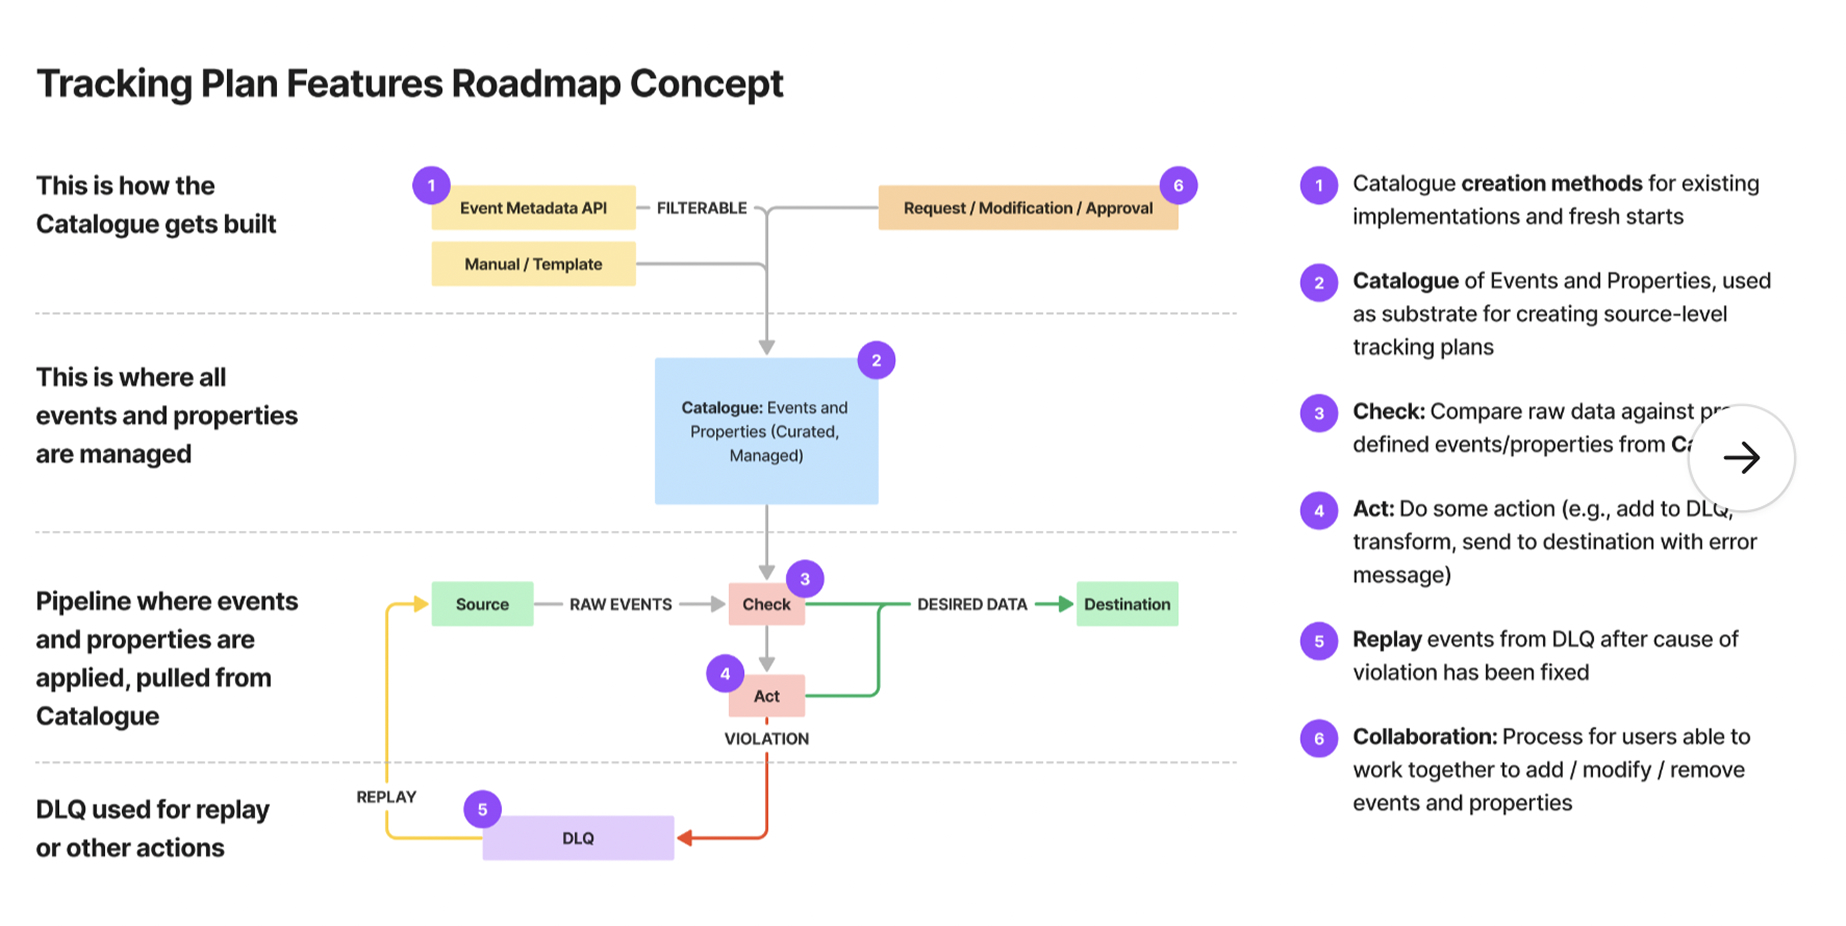 Tracking Plan Features Roadmap Concept
This is how the
Catalogue gets built
1
Event Metadata API
FILTERABLE
Request / Modification / Approval
6
Manual / Template
This is where all
events and properties
are managed
2
Catalogue: Events and
Properties (Curated,
Managed)
Pipeline where events
and properties are
applied, pulled from
Catalogue
Source
RAW EVENTS
3
Check
DESIRED DATA
Destination
4
Act
VIOLATION
DLQ used for replay
or other actions
REPLAY
5
DLQ
1
Catalogue creation methods for existing
implementations and fresh starts
2
Catalogue of Events and Properties, used
as substrate for creating source-level
tracking plans
3
Check: Compare raw data against
defined events/properties from
4
Act: Do some action (e.g., add to DLQ,
transform, send to destination with error
message)
5
Replay events from DLQ after cause of
violation has been fixed
6
Collaboration: Process for users able to
work together to add / modify / remove
events and properties